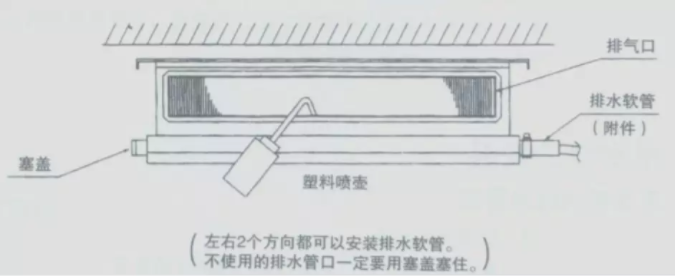 排气口
排水软管
（附件）
塞盖
塑料喷壶
左右2个方向都可以安装排水软管。
不使用的排水管口一定要用塞盖塞住。